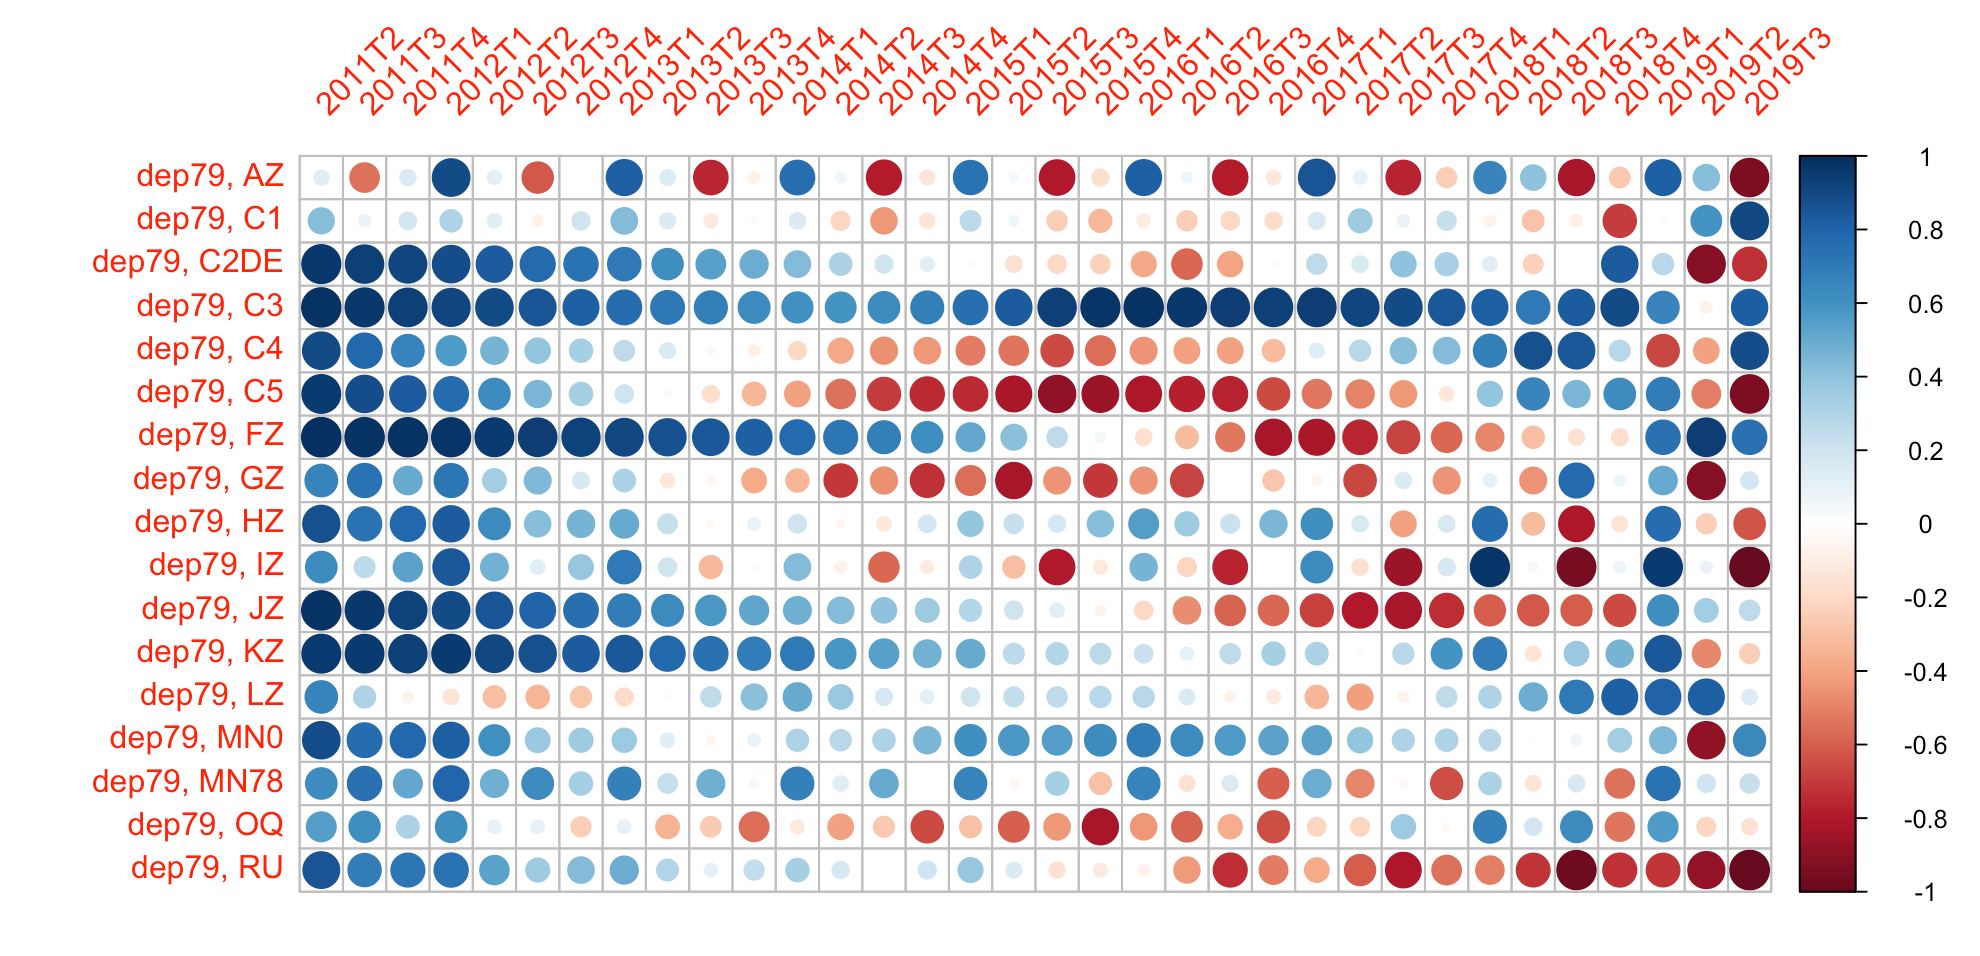 2011T2
2011T3
2011T4
2012T1
2012T2
2012T3
2012T4
2013T1
2013T2
2013T3
2013T4
2014T1
2014T2
2014T3
2014T4
2015T1
2015T2
2015T3
2015T4
2016T1
2016T2
2016T3
2016T4
2017T1
2017T2
2017T3
2017T4
2018T1
2018T2
2018T3
2018T4
2019T1
2019T2
2019T3
dep79, AZ
dep79, C1
dep79, C2DE
dep79, C3
dep79, C4
dep79, C5
dep79, FZ
dep79, GZ
dep79, HZ
dep79, IZ
dep79, JZ
dep79, KZ
dep79, LZ
dep79, MN0
dep79, MN78
dep79, OQ
dep79, RU
1
0.8
0.6
0.4
0.2
0
-0.2
-0.4
-0.6
-0.8
-1